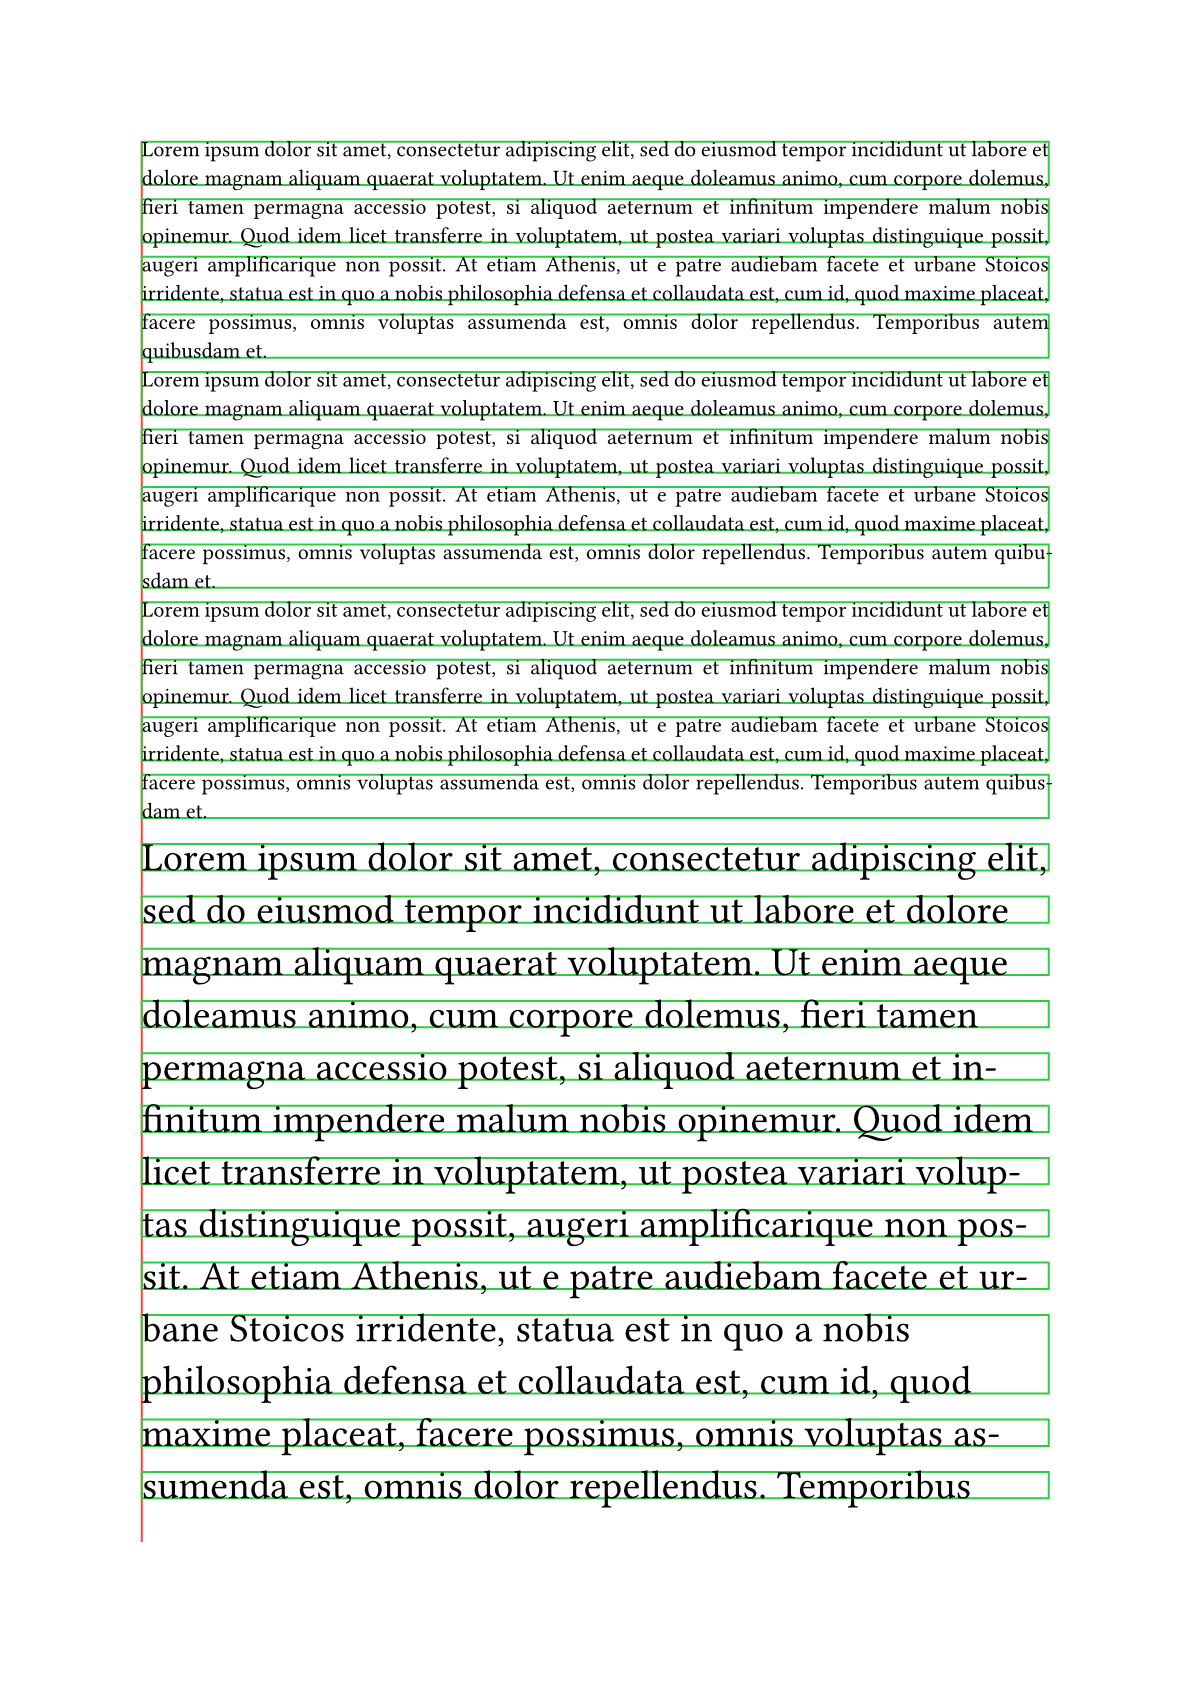 Lorem ipsum dolor sit amet, consectetur adipiscing elit, sed do eiusmod tempor incididunt ut labore et
dolore magnam aliquam quaerat voluptatem. Ut enim aeque doleamus animo, cum corpore dolemus,
fieri tamen permagna accessio potest, si aliquod aeternum et infinitum impendere malum nobis
opinemur. Quod idem licet transferre in voluptatem, ut postea variari voluptas distinguique possit,
augeri amplificarique non possit. At etiam Athenis, ut e patre audiebam facete et urbane Stoicos
irridente, statua est in quo a nobis philosophia defensa et collaudata est, cum id, quod maxime placeat,
facere possimus, omnis voluptas assumenda est, omnis dolor repellendus. Temporibus autem
quibusdam et.
Lorem ipsum dolor sit amet, consectetur adipiscing elit, sed do eiusmod tempor incididunt ut labore et
dolore magnam aliquam quaerat voluptatem. Ut enim aeque doleamus animo, cum corpore dolemus,
fieri tamen permagna accessio potest, si aliquod aeternum et infinitum impendere malum nobis
opinemur. Quod idem licet transferre in voluptatem, ut postea variari voluptas distinguique possit,
augeri amplificarique non possit. At etiam Athenis, ut e patre audiebam facete et urbane Stoicos
irridente, statua est in quo a nobis philosophia defensa et collaudata est, cum id, quod maxime placeat,
facere possimus, omnis voluptas assumenda est, omnis dolor repellendus. Temporibus autem quibu-
sdam et.
Lorem ipsum dolor sit amet, consectetur adipiscing elit, sed do eiusmod tempor incididunt ut labore et
dolore magnam aliquam quaerat voluptatem. Ut enim aeque doleamus animo, cum corpore dolemus,
fieri tamen permagna accessio potest, si aliquod aeternum et infinitum impendere malum nobis
opinemur. Quod idem licet transferre in voluptatem, ut postea variari voluptas distinguique possit,
augeri amplificarique non possit. At etiam Athenis, ut e patre audiebam facete et urbane Stoicos
irridente, statua est in quo a nobis philosophia defensa et collaudata est, cum id, quod maxime placeat,
facere possimus, omnis voluptas assumenda est, omnis dolor repellendus. Temporibus autem quibus-
dam et.
Lorem ipsum dolor sit amet, consectetur adipiscing elit,
sed do eiusmod tempor incididunt ut labore et dolore
magnam aliquam quaerat voluptatem. Ut enim aeque
doleamus animo, cum corpore dolemus, fieri tamen
permagna accessio potest, si aliquod aeternum et in-
finitum impendere malum nobis opinemur. Quod idem
licet transferre in voluptatem, ut postea variari volup-
tas distinguique possit, augeri amplificarique non pos-
sit. At etiam Athenis, ut e patre audiebam facete et ur-
bane Stoicos irridente, statua est in quo a nobis
philosophia defensa et collaudata est, cum id, quod
maxime placeat, facere possimus, omnis voluptas as-
sumenda est, omnis dolor repellendus. Temporibus